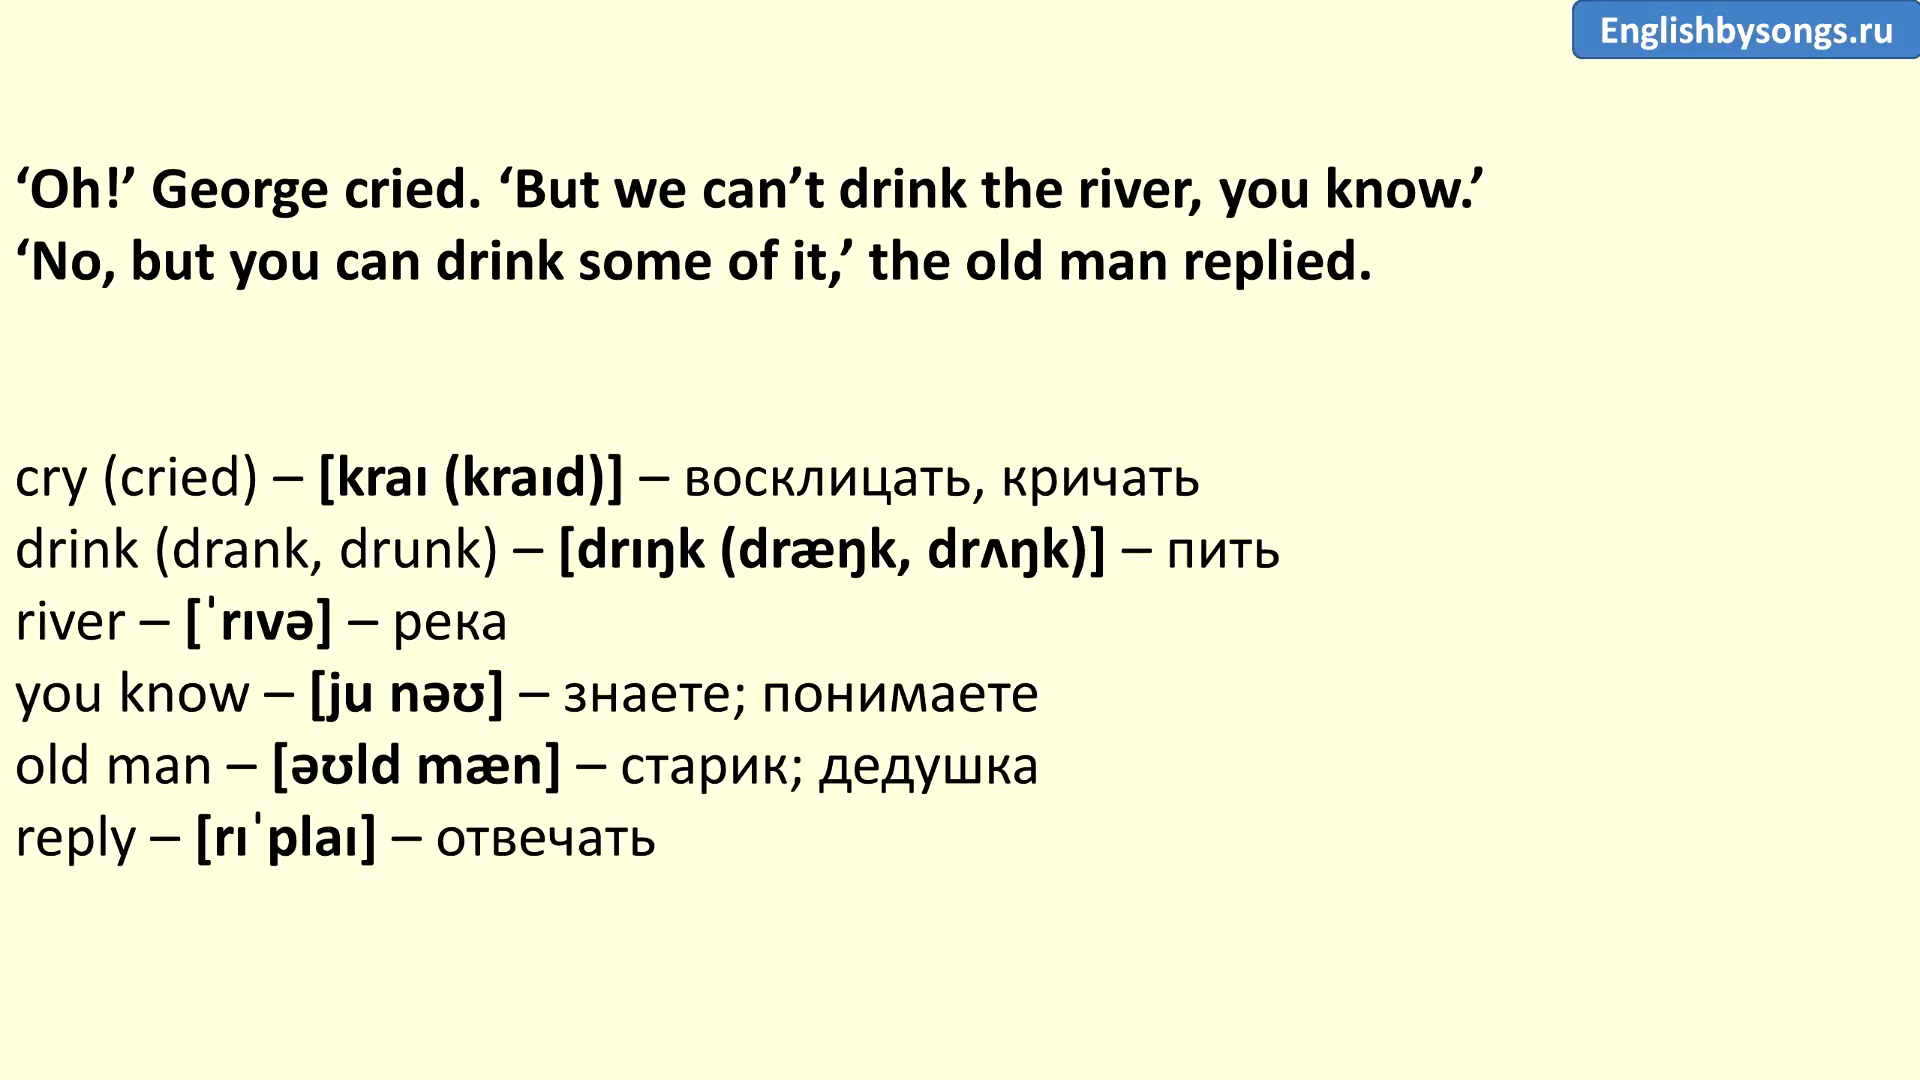 Englishbysongs.ru
‘Oh!’ George cried. ‘But we can’t drink the river, you know.’
‘No, but you can drink some of it,’ the old man replied.
cry (cried) – [kraɪ (kraɪd)] – восклицать, кричать
drink (drank, drunk) – [drɪŋk (dræŋk, drʌŋk)] – пить
river – [ˈrɪvə] – река
you know – [ju nəʊ] – знаете; понимаете
old man – [əʊld mæn] – старик; дедушка
reply – [rɪˈplaɪ] – отвечать